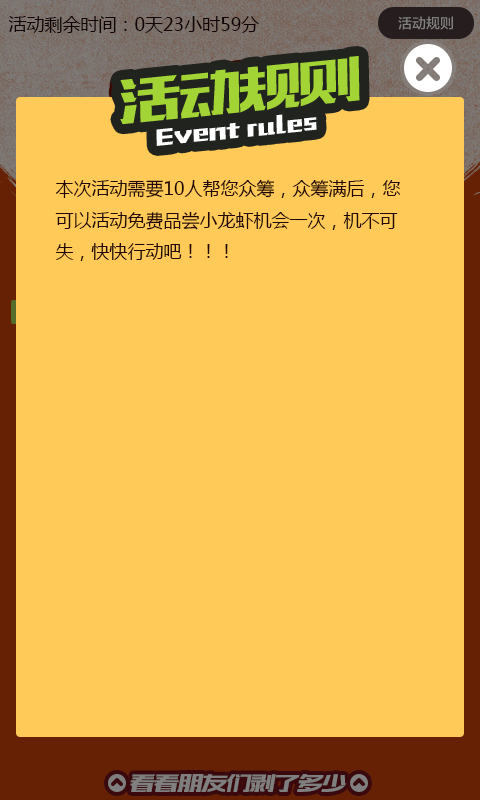 活动剩余时间：0天23小时59分
活动规则
活动规则
Event rules
本次活动需要10人帮您众筹，众筹满后，您
可以活动免费品尝小龙虾机会一次，机不可
失，快快行动吧！！！
看看朋友们剥了多少